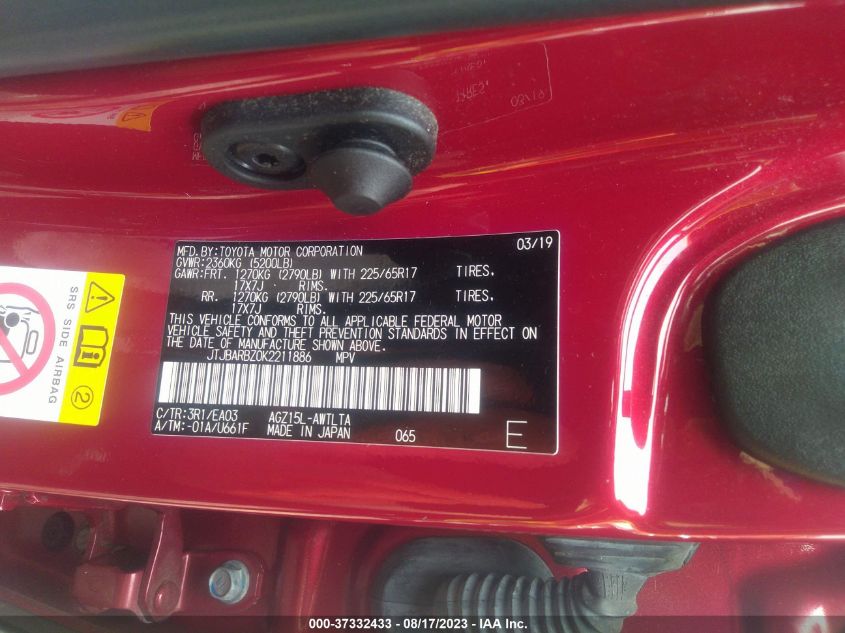 03/19
MFD.BY:TOYOTA MOTOR CORPORATION 03/19
GVWR:2360KG (5200LB)
GAWR:FRT. 1270KG (2790LB) WITH 225/65R17 TIRES,
17X7J RIMS.
RR. 1270KG (2790LB) WITH 225/65R17 TIRES,
17X7J RIMS.
THIS VEHICLE CONFORMS TO ALL APPLICABLE FEDERAL MOTOR
VEHICLE SAFETY AND THEFT PREVENTION STANDARDS IN EFFECT ON
THE DATE OF MANUFACTURE SHOWN ABOVE.
JTJBARBZ0K2211886 MPV
C/TR:3R1/EA03 AGZ15L-AWTLTA
A/TM:-01A/U661F MADE IN JAPAN 065 E
SRS SIDE AIRBAG
2
000-37332433 - 08/17/2023 - IAA Inc.